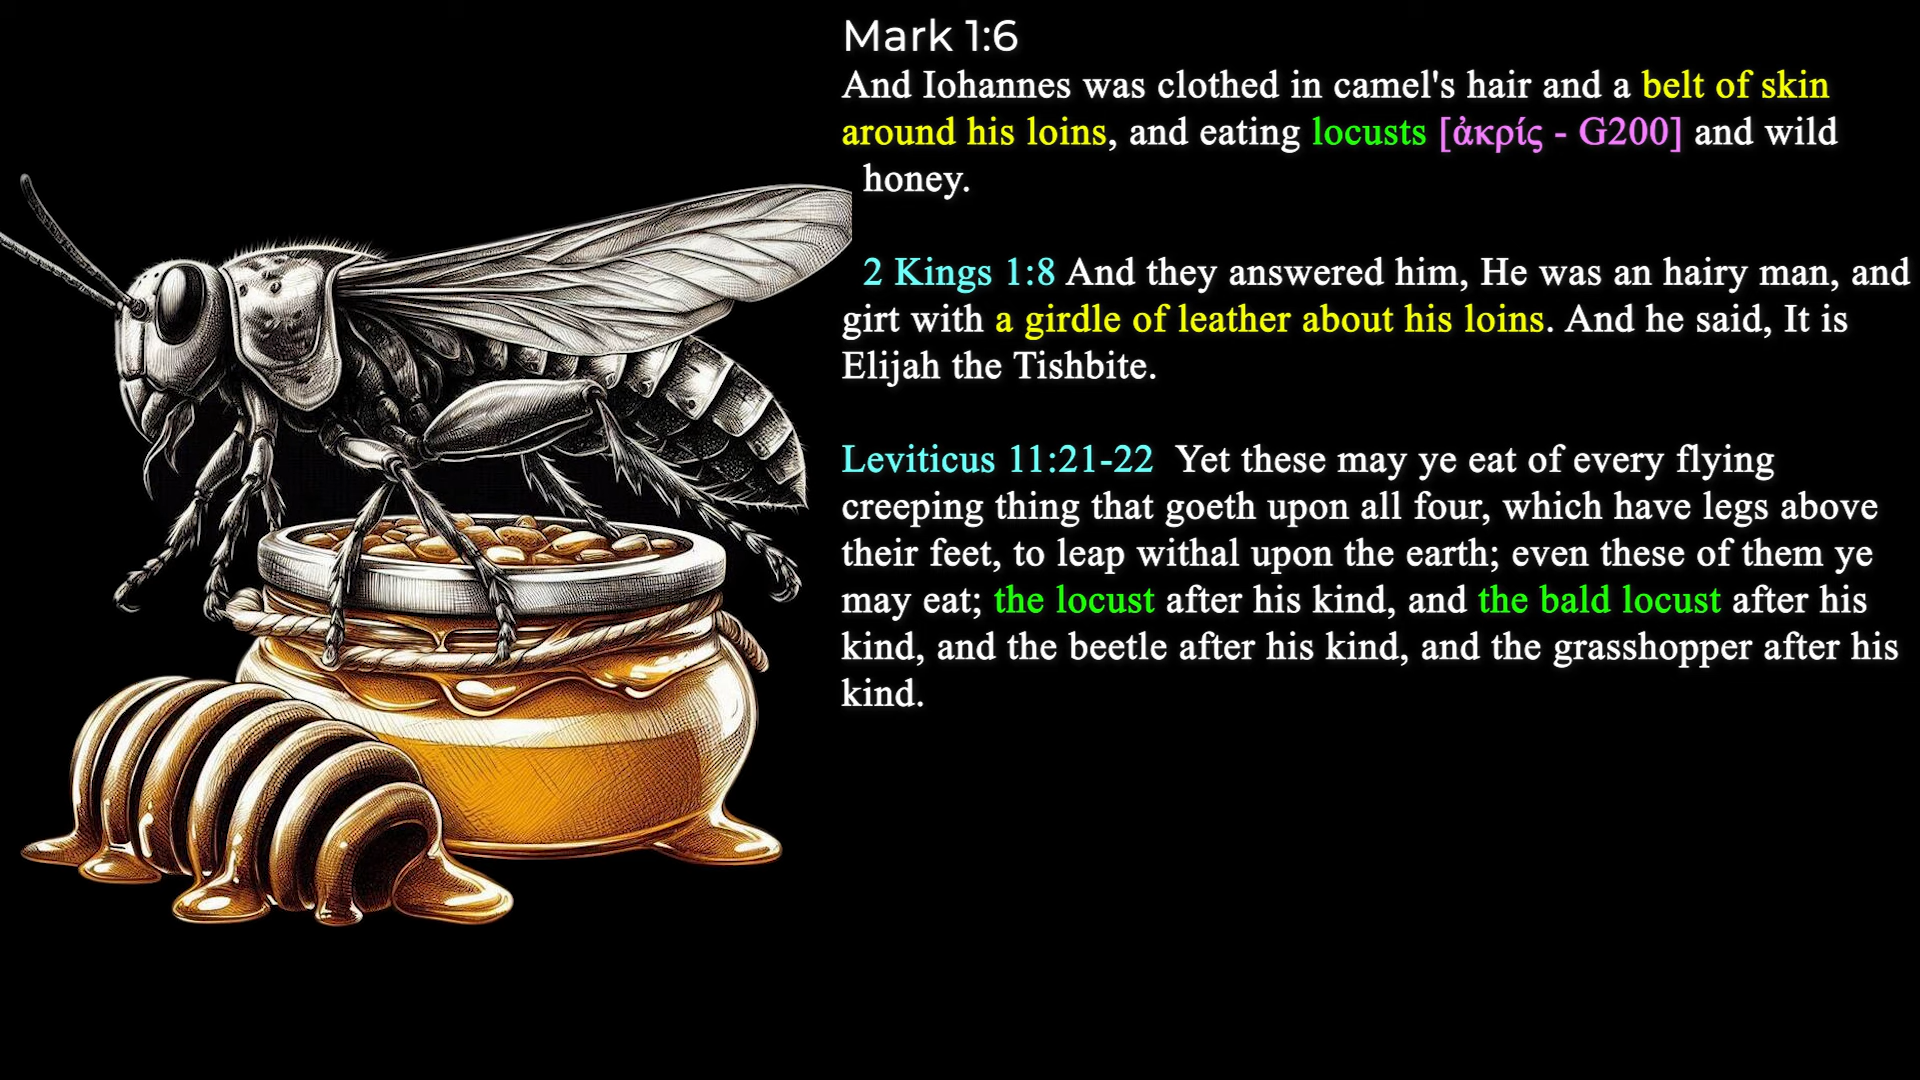 Mark 1:6
And Iohannes was clothed in camel's hair and a belt of skin
around his loins, and eating locusts [ἀκρίς - G200] and wild
honey.
2 Kings 1:8 And they answered him, He was an hairy man, and
girt with a girdle of leather about his loins. And he said, It is
Elijah the Tishbite.
Leviticus 11:21-22 Yet these may ye eat of every flying
creeping thing that goeth upon all four, which have legs above
their feet, to leap withal upon the earth; even these of them ye
may eat; the locust after his kind, and the bald locust after his
kind, and the beetle after his kind, and the grasshopper after his
kind.